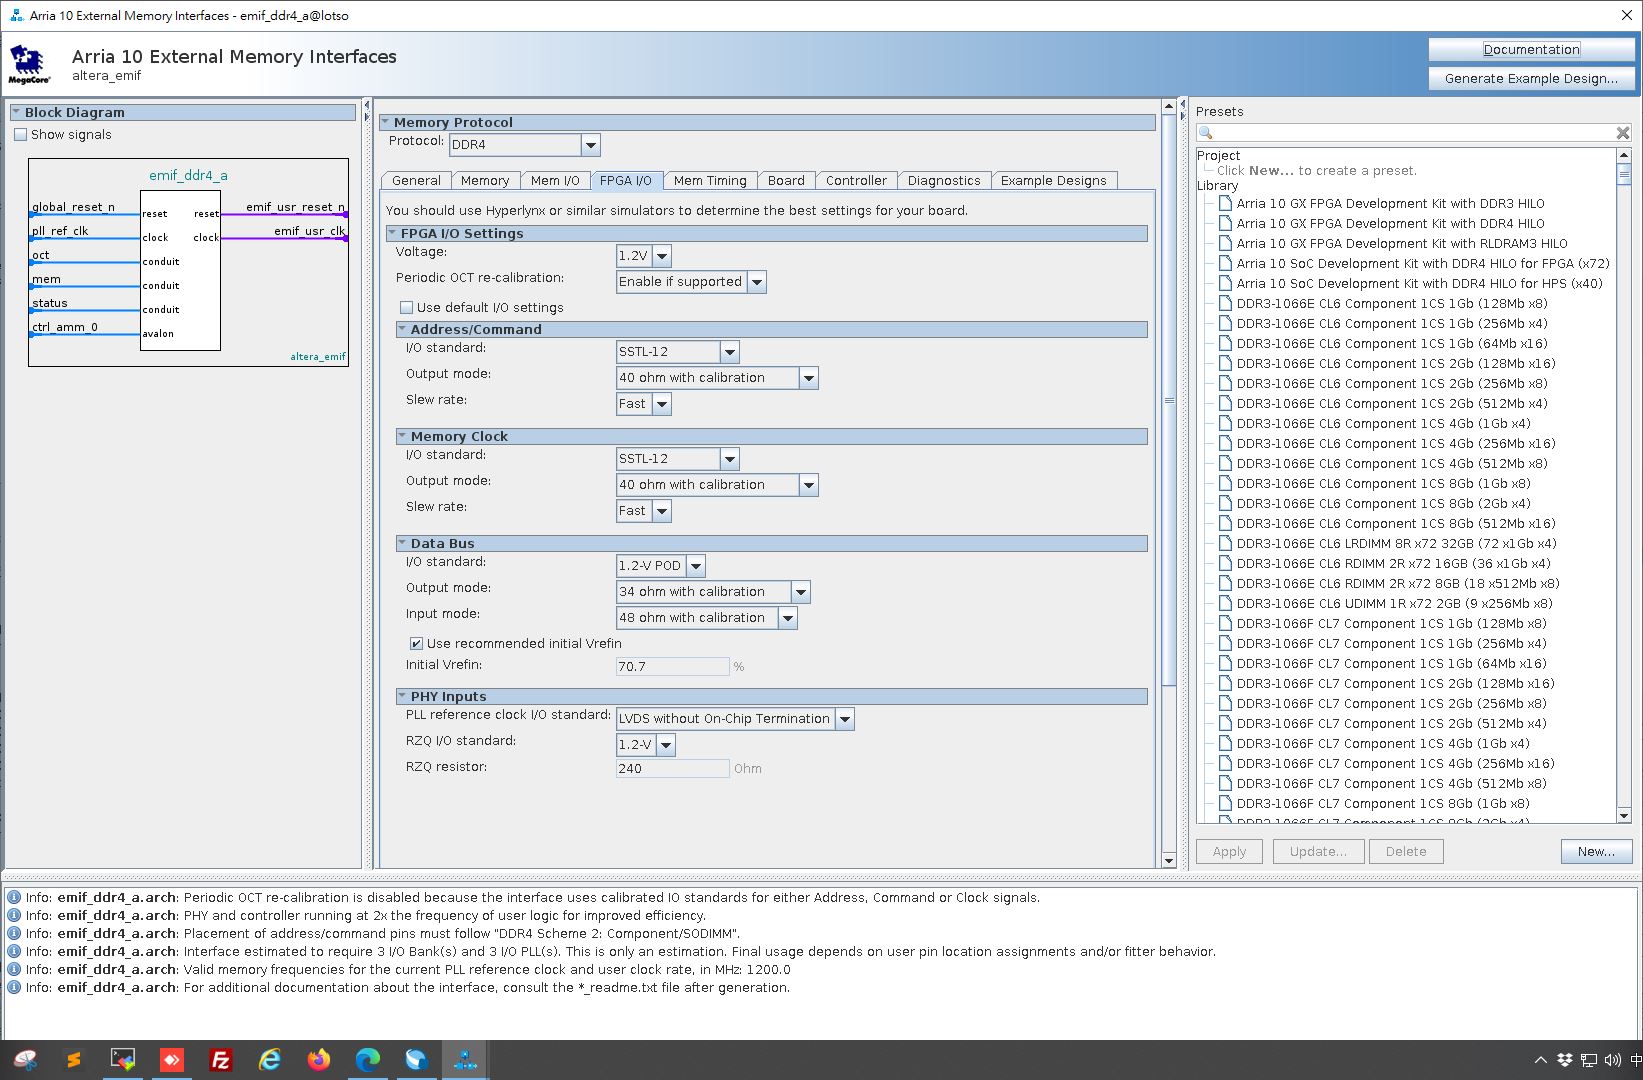 Arria 10 External Memory Interfaces - emif_ddr4_a@lotso
MegaCore®
Arria 10 External Memory Interfaces
altera_emif
Documentation
Generate Example Design...
Block Diagram
Show signals
emif_ddr4_a
global_reset_n
reset
reset
emif_usr_reset_n
pll_ref_clk
clock
clock
emif_usr_clk
oct
conduit
mem
conduit
status
conduit
ctrl_amm_0
avalon
altera_emif
Memory Protocol
Protocol: DDR4
General Memory Mem I/O FPGA I/O Mem Timing Board Controller Diagnostics Example Designs
You should use Hyperlynx or similar simulators to determine the best settings for your board.
FPGA I/O Settings
Voltage: 1.2V
Periodic OCT re-calibration: Enable if supported
Use default I/O settings
Address/Command
I/O standard: SSTL-12
Output mode: 40 ohm with calibration
Slew rate: Fast
Memory Clock
I/O standard: SSTL-12
Output mode: 40 ohm with calibration
Slew rate: Fast
Data Bus
I/O standard: 1.2-V POD
Output mode: 34 ohm with calibration
Input mode: 48 ohm with calibration
Use recommended initial Vrefin
Initial Vrefin: 70.7 %
PHY Inputs
PLL reference clock I/O standard: LVDS without On-Chip Termination
RZQ I/O standard: 1.2-V
RZQ resistor: 240 Ohm
Presets
Project
Click New... to create a preset.
Library
Arria 10 GX FPGA Development Kit with DDR3 HILO
Arria 10 GX FPGA Development Kit with DDR4 HILO
Arria 10 GX FPGA Development Kit with RLDRAM3 HILO
Arria 10 SoC Development Kit with DDR4 HILO for FPGA (x72)
Arria 10 SoC Development Kit with DDR4 HILO for HPS (x40)
DDR3-1066E CL6 Component 1CS 1Gb (128Mb x8)
DDR3-1066E CL6 Component 1CS 1Gb (256Mb x4)
DDR3-1066E CL6 Component 1CS 1Gb (64Mb x16)
DDR3-1066E CL6 Component 1CS 2Gb (128Mb x16)
DDR3-1066E CL6 Component 1CS 2Gb (256Mb x8)
DDR3-1066E CL6 Component 1CS 2Gb (512Mb x4)
DDR3-1066E CL6 Component 1CS 4Gb (1Gb x4)
DDR3-1066E CL6 Component 1CS 4Gb (256Mb x16)
DDR3-1066E CL6 Component 1CS 4Gb (512Mb x8)
DDR3-1066E CL6 Component 1CS 8Gb (1Gb x8)
DDR3-1066E CL6 Component 1CS 8Gb (2Gb x4)
DDR3-1066E CL6 Component 1CS 8Gb (512Mb x16)
DDR3-1066E CL6 LRDIMM 8R x72 32GB (72 x1Gb x4)
DDR3-1066E CL6 RDIMM 2R x72 16GB (36 x1Gb x4)
DDR3-1066E CL6 RDIMM 2R x72 8GB (18 x512Mb x8)
DDR3-1066E CL6 UDIMM 1R x72 2GB (9 x256Mb x8)
DDR3-1066F CL7 Component 1CS 1Gb (128Mb x8)
DDR3-1066F CL7 Component 1CS 1Gb (256Mb x4)
DDR3-1066F CL7 Component 1CS 1Gb (64Mb x16)
DDR3-1066F CL7 Component 1CS 2Gb (128Mb x16)
DDR3-1066F CL7 Component 1CS 2Gb (256Mb x8)
DDR3-1066F CL7 Component 1CS 2Gb (512Mb x4)
DDR3-1066F CL7 Component 1CS 4Gb (1Gb x4)
DDR3-1066F CL7 Component 1CS 4Gb (256Mb x16)
DDR3-1066F CL7 Component 1CS 4Gb (512Mb x8)
DDR3-1066F CL7 Component 1CS 8Gb (1Gb x8)
DDR3-1066F CL7 Component 1CS 8Gb (2Gb x4)
Apply Update... Delete New...
Info: emif_ddr4_a.arch: Periodic OCT re-calibration is disabled because the interface uses calibrated IO standards for either Address, Command or Clock signals.
Info: emif_ddr4_a.arch: PHY and controller running at 2x the frequency of user logic for improved efficiency.
Info: emif_ddr4_a.arch: Placement of address/command pins must follow "DDR4 Scheme 2: Component/SODIMM".
Info: emif_ddr4_a.arch: Interface estimated to require 3 I/O Bank(s) and 3 I/O PLL(s). This is only an estimation. Final usage depends on user pin location assignments and/or fitter behavior.
Info: emif_ddr4_a.arch: Valid memory frequencies for the current PLL reference clock and user clock rate, in MHz: 1200.0
Info: emif_ddr4_a.arch: For additional documentation about the interface, consult the *_readme.txt file after generation.
中